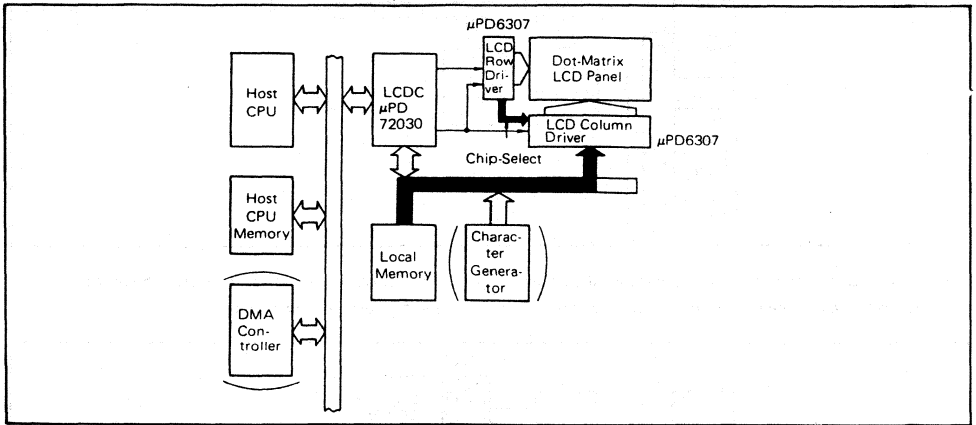 μPD6307
LCD
Row
Dri-
ver
Dot-Matrix
LCD Panel
Host
CPU
LCDC
μPD
72030
LCD Column
Driver
μPD6307
Chip-Select
Host
CPU
Memory
Local
Memory
Charac
ter
Genera-
tor
DMA
Con-
troller